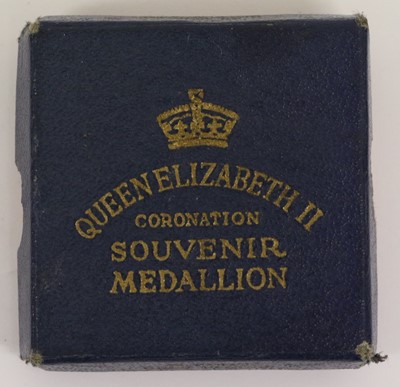 QUEEN ELIZABETH II
CORONATION
SOUVENIR
MEDALLION